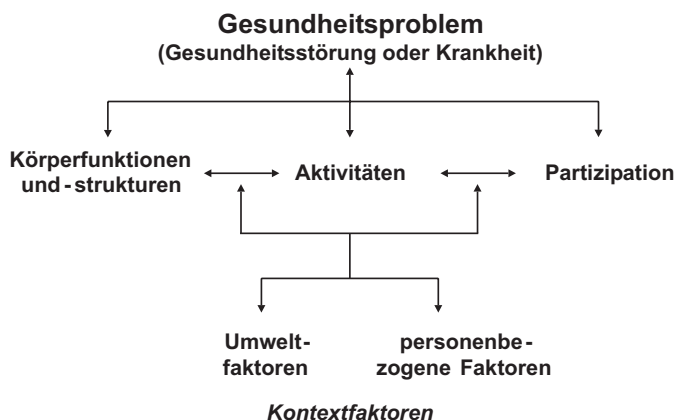 Gesundheitsproblem
(Gesundheitsstörung oder Krankheit)
Körperfunktionen
und-strukturen
Aktivitäten
Partizipation
Umwelt-
faktoren
personenbe-
zogene Faktoren
Kontextfaktoren